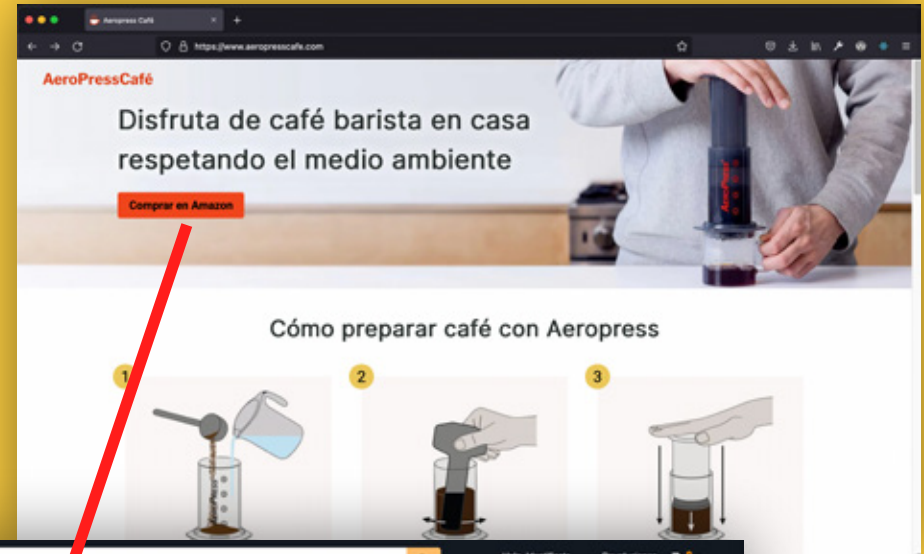 Aeropress Café
https://www.aeropresscafe.com
AeroPressCafé
Disfruta de café barista en casa
respetando el medio ambiente
Comprar en Amazon
AeroPress
Cómo preparar café con Aeropress
1
2
3